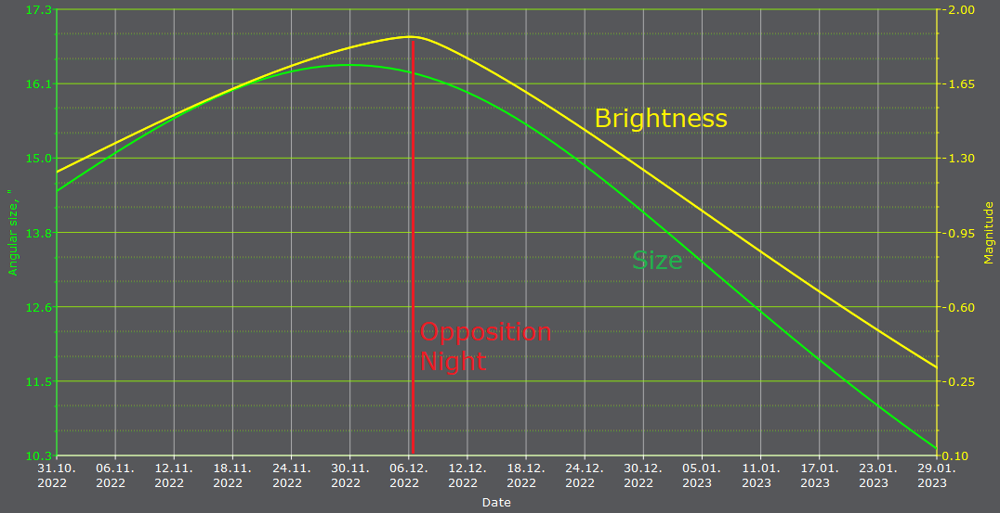 17.3
16.1
15.0
13.8
12.6
11.5
10.3
Angular size, "
-2.00
-1.65
-1.30
-0.95
-0.60
-0.25
0.10
Magnitude
Brightness
Size
Opposition
Night
31.10. 06.11. 12.11. 18.11. 24.11. 30.11. 06.12. 12.12. 18.12. 24.12. 30.12. 05.01. 11.01. 17.01. 23.01. 29.01.
2022 2022 2022 2022 2022 2022 2022 2022 2022 2022 2022 2023 2023 2023 2023 2023
Date